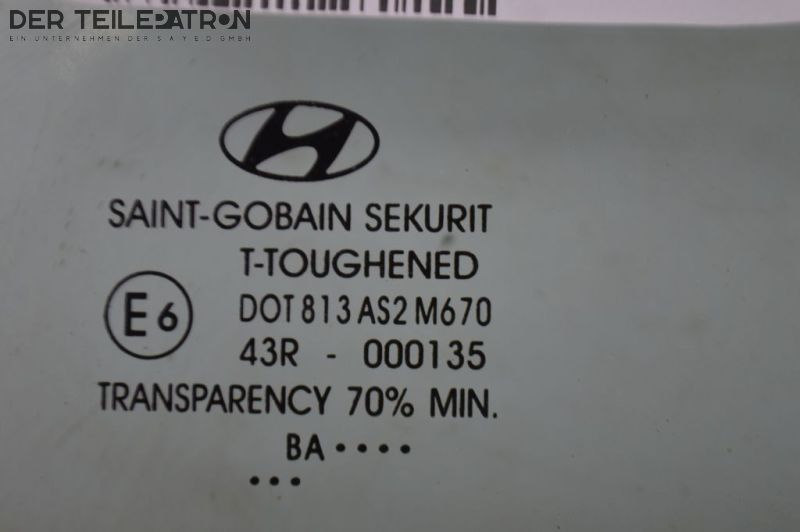 DER TEILEPATRON
EIN UNTERNEHMEN DER SAYED GMBH
SAINT-GOBAIN SEKURIT
T-TOUGHENED
E6 DOT 813 AS2 M670
43R - 000135
TRANSPARENCY 70% MIN.
BA • • • •
• • •